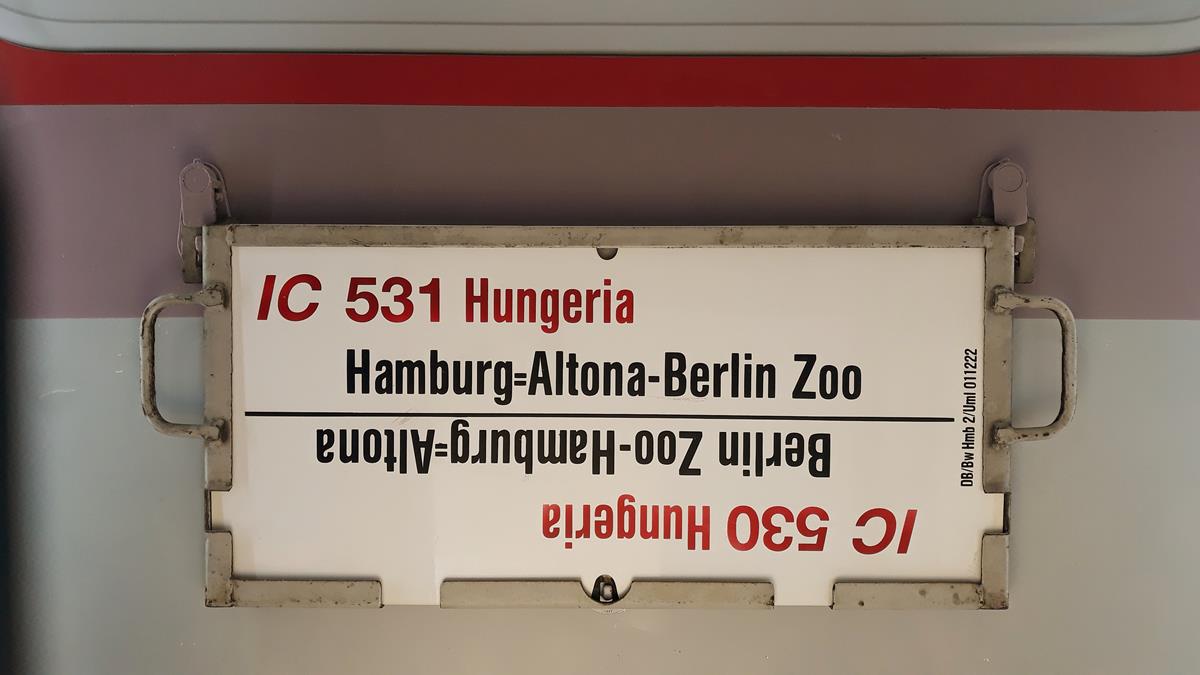 IC 531 Hungeria
Hamburg=Altona-Berlin Zoo
IC 530 Hungeria
Berlin Zoo-Hamburg=Altona
DB/Bw Hmb 2/Uml 011222